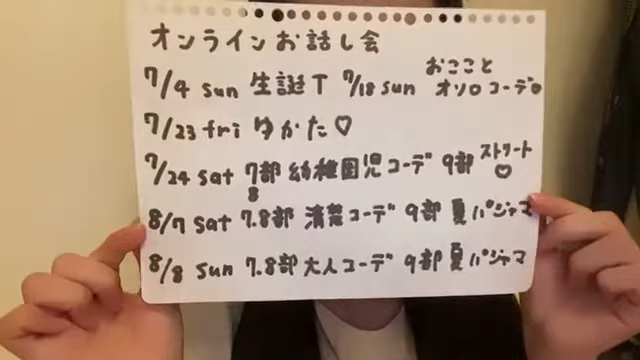 オンラインお話し会
7/4 sun 生誕T 7/18 sun おここと オソロコーデ
7/23 fri ゆかた♡
7/24 sat 7部 幼稚園児コーデ 9部 ストリート♡
8
8/7 sat 7.8部 清楚コーデ 9部 夏パジャマ
8/8 sun 7.8部 大人コーデ 9部 夏パジャマ